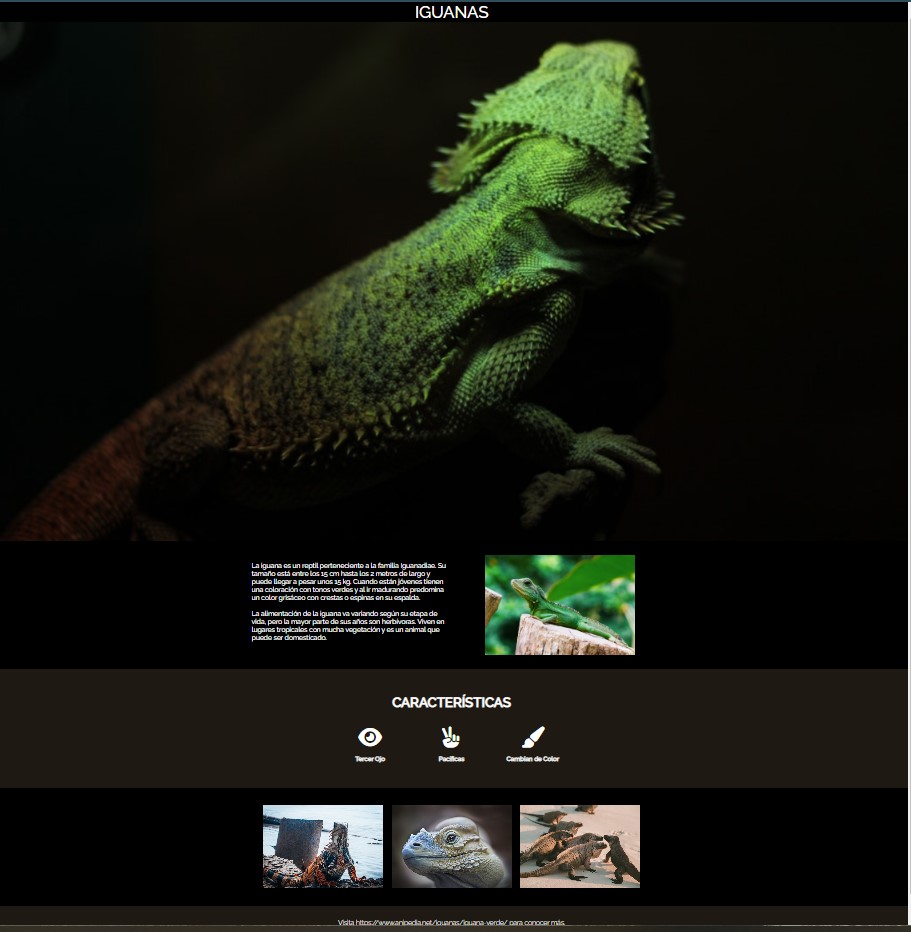 IGUANAS
La iguana es un reptil perteneciente a la familia Iguanadiae. Su
tamaño está entre los 15 cm hasta los 2 metros de largo y
puede llegar a pesar unos 15 kg. Cuando están jóvenes tienen
una coloración con tonos verdes y al ir madurando predomina
un color grisáceo con crestas o espinas en su espalda.
La alimentación de la iguana va variando según su etapa de
vida, pero la mayor parte de sus años son herbívoras. Viven en
lugares tropicales con mucha vegetación y es un animal que
puede ser domesticado.
CARACTERÍSTICAS
Tercer Ojo
Pacíficas
Cambian de Color
Visita https://www.anipedia.net/iguanas/iguana-verde/ para conocer más.